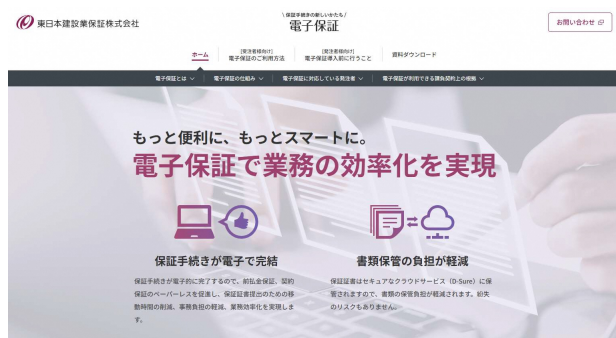 東日本建設業保証株式会社
\ 保証手続きの新しいかたち /
電子保証
お問い合わせ
ホーム
[受注者様向け]
電子保証のご利用方法
[発注者様向け]
電子保証導入前に行うこと
資料ダウンロード
電子保証とは
電子保証の仕組み
電子保証に対応している発注者
電子保証が利用できる請負契約上の根拠
もっと便利に、もっとスマートに。
電子保証で業務の効率化を実現
保証手続きが電子で完結
保証手続きが電子的に完了するので、前払金保証、契約
保証のペーパーレスを促進し、保証証書提出のための移
動時間の削減、事務負担の軽減、業務効率化を実現しま
す。
書類保管の負担が軽減
保証証書はセキュアなクラウドサービス（D-Sure）に保
管されますので、書類の保管負担が軽減されます。紛失
のリスクもありません。